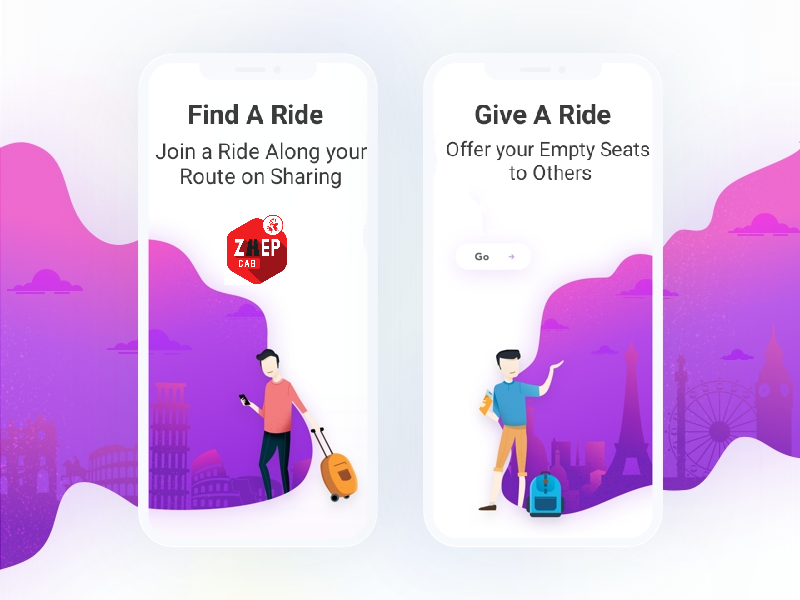 Find A Ride
Join a Ride Along your
Route on Sharing
ZHEP
CAB
Give A Ride
Offer your Empty Seats
to Others
Go